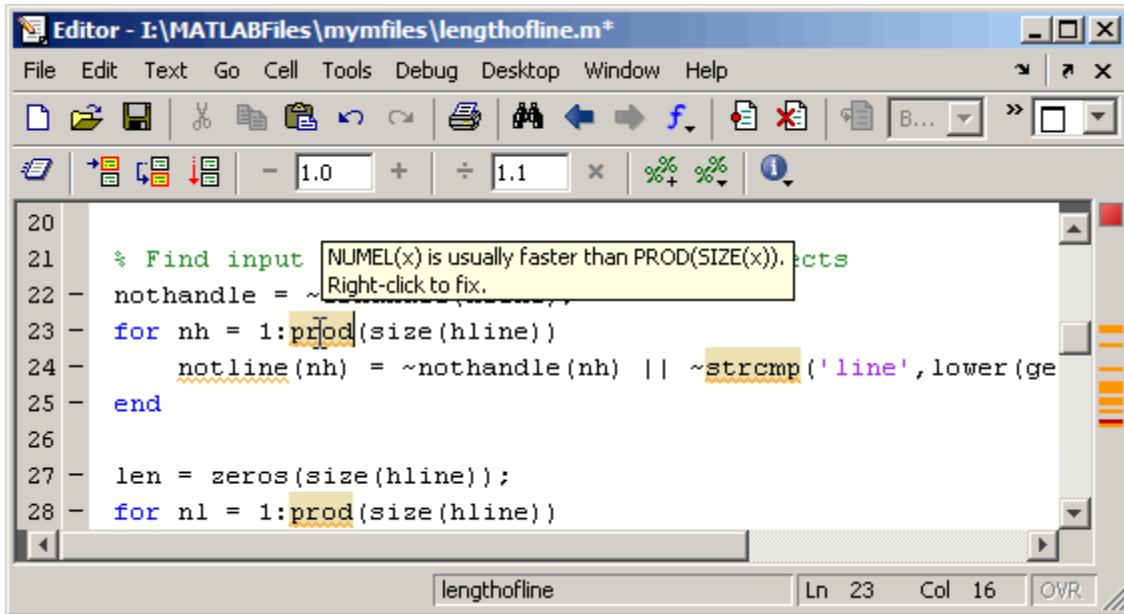 Editor - I:\MATLABFiles\mymfiles\lengthofline.m*
File Edit Text Go Cell Tools Debug Desktop Window Help
B...
1.0 1.1
20
21 % Find input cts
NUMEL(x) is usually faster than PROD(SIZE(x)).
Right-click to fix.
22 – nothandle = ~
23 – for nh = 1:prod(size(hline))
24 – notline(nh) = ~nothandle(nh) || ~strcmp('line',lower(ge
25 – end
26
27 – len = zeros(size(hline));
28 – for nl = 1:prod(size(hline))
lengthofline Ln 23 Col 16 OVR